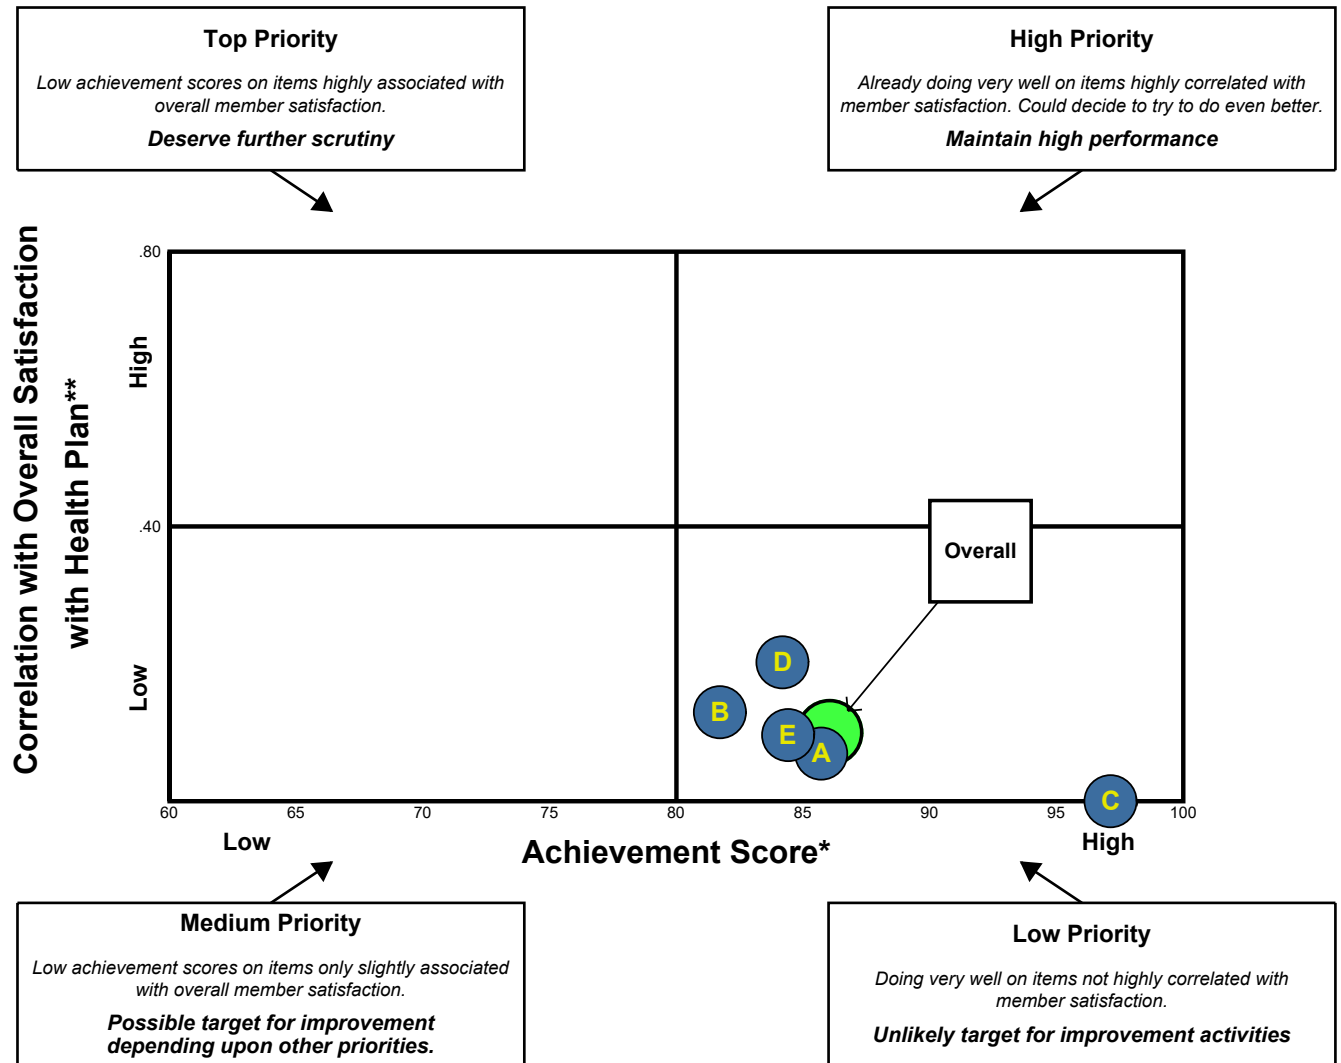 Top Priority
Low achievement scores on items highly associated with
overall member satisfaction.
Deserve further scrutiny
High Priority
Already doing very well on items highly correlated with
member satisfaction. Could decide to try to do even better.
Maintain high performance
Correlation with Overall Satisfaction
with Health Plan**
.80
High
.40
Low
Overall
D
B
E
A
C
60
65
70
75
80
85
90
95
100
Low
Achievement Score*
High
Medium Priority
Low achievement scores on items only slightly associated
with overall member satisfaction.
Possible target for improvement
depending upon other priorities.
Low Priority
Doing very well on items not highly correlated with
member satisfaction.
Unlikely target for improvement activities